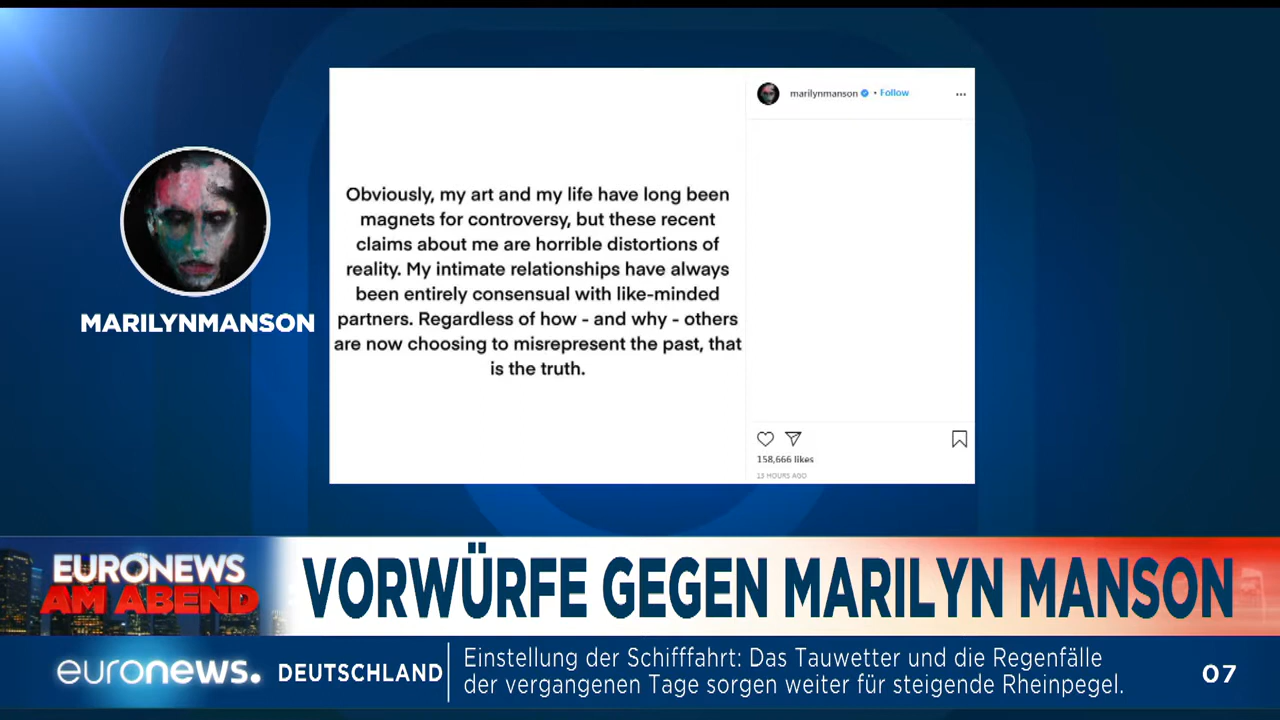 marilynmanson • Follow
Obviously, my art and my life have long been
magnets for controversy, but these recent
claims about me are horrible distortions of
reality. My intimate relationships have always
been entirely consensual with like-minded
partners. Regardless of how - and why - others
are now choosing to misrepresent the past, that
is the truth.
MARILYNMANSON
158,666 likes
13 HOURS AGO
EURONEWS
AM ABEND
VORWÜRFE GEGEN MARILYN MANSON
euronews.
DEUTSCHLAND
Einstellung der Schifffahrt: Das Tauwetter und die Regenfälle
der vergangenen Tage sorgen weiter für steigende Rheinpegel.
07